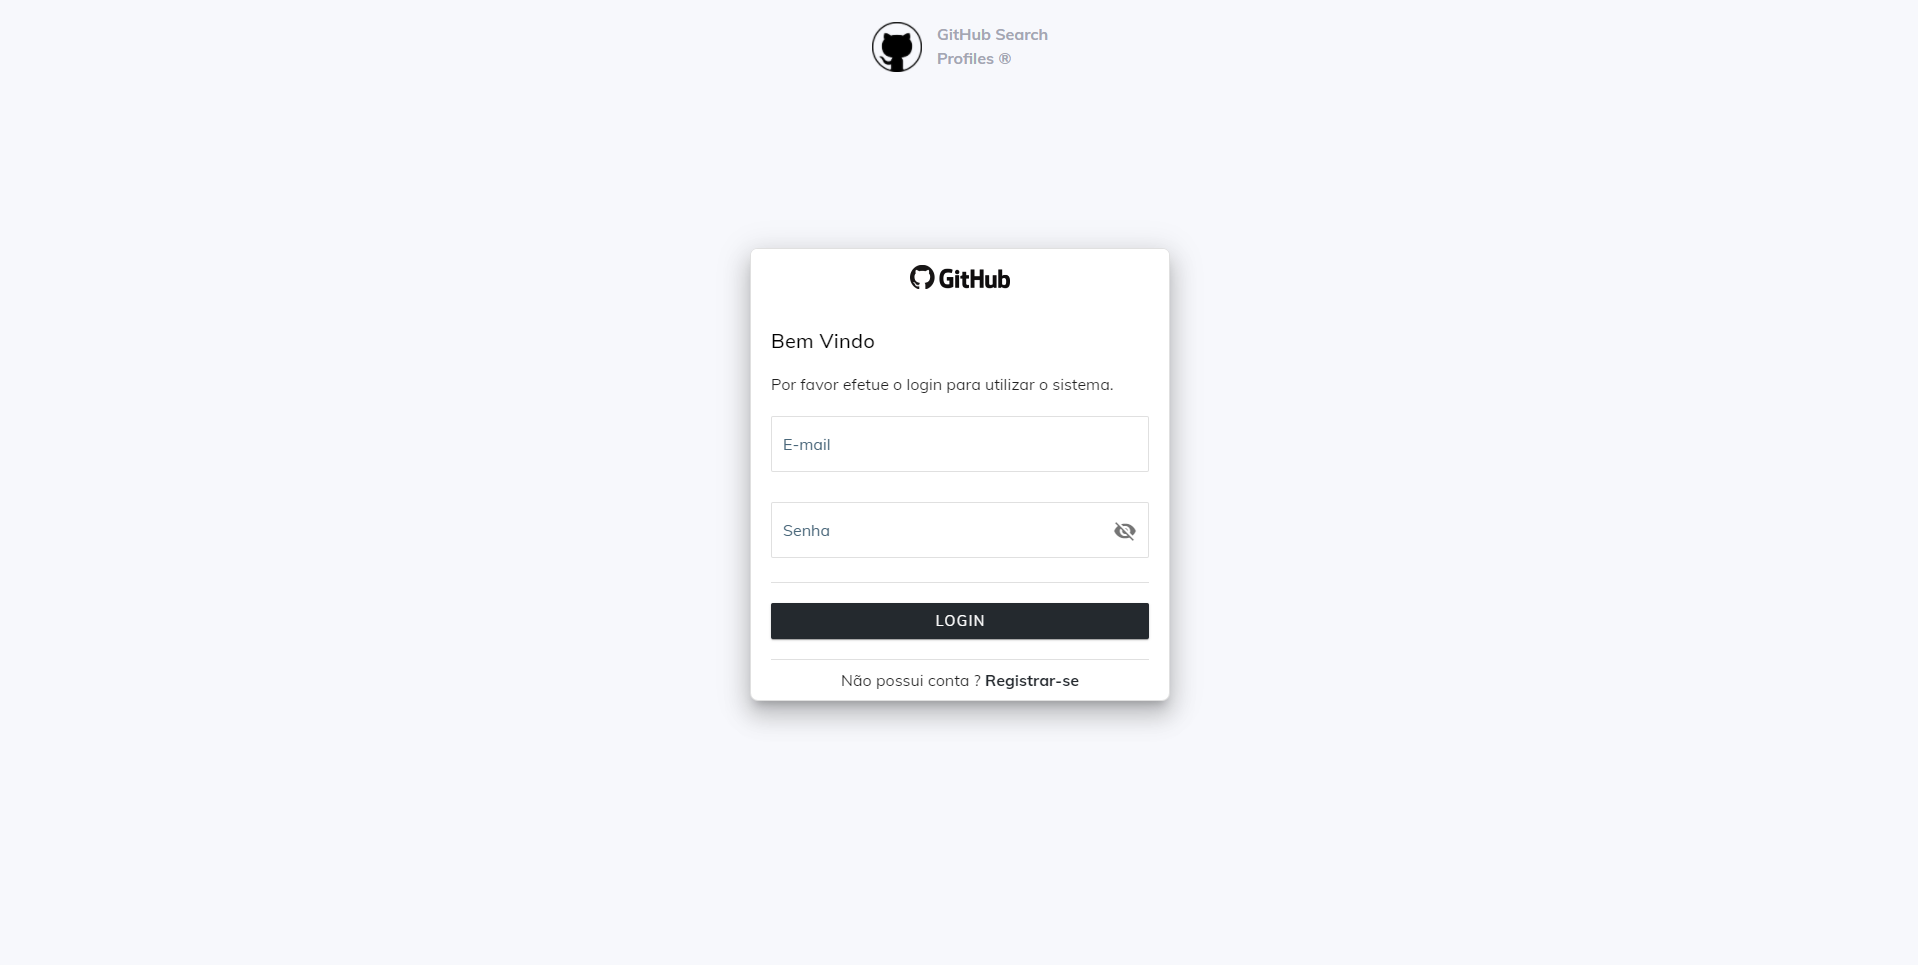 GitHub Search
Profiles ®
GitHub
Bem Vindo
Por favor efetue o login para utilizar o sistema.
E-mail
Senha
LOGIN
Não possui conta ? Registrar-se